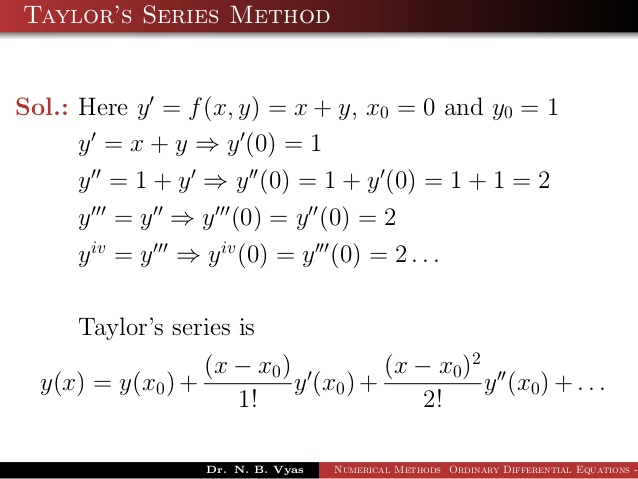 Taylor's Series Method
Sol.: Here y′ = f(x, y) = x + y, x₀ = 0 and y₀ = 1
y′ = x + y ⇒ y′(0) = 1
y″ = 1 + y′ ⇒ y″(0) = 1 + y′(0) = 1 + 1 = 2
y‴ = y″ ⇒ y‴(0) = y″(0) = 2
yⁱᵛ = y‴ ⇒ yⁱᵛ(0) = y‴(0) = 2 . . .
Taylor's series is
y(x) = y(x₀) + (x − x₀)/1! y′(x₀) + (x − x₀)²/2! y″(x₀) + . . .
Dr. N. B. Vyas Numerical Methods Ordinary Differential Equations -